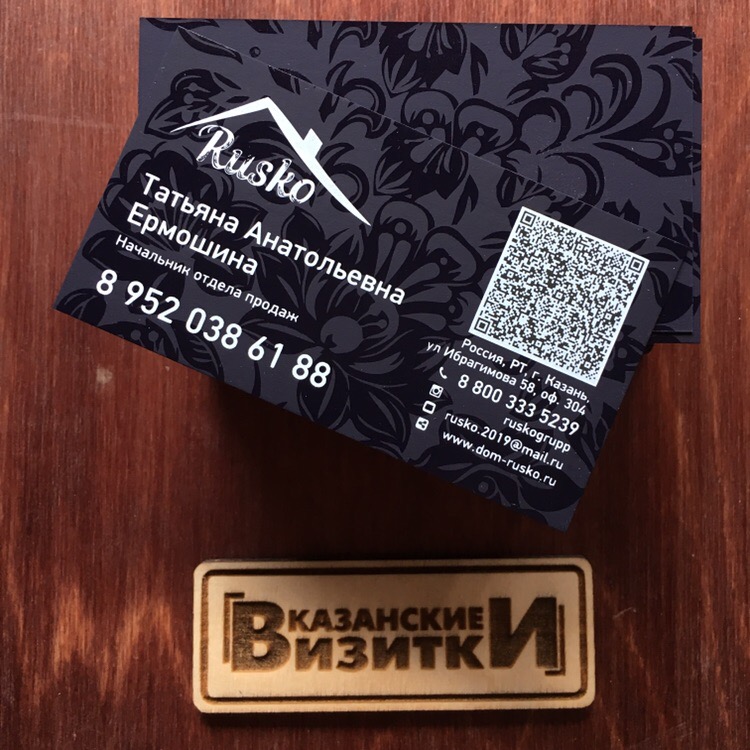 Rusko
Татьяна Анатольевна
Ермошина
Начальник отдела продаж
8 952 038 61 88
Россия, РТ, г. Казань,
ул Ибрагимова 58, оф. 304
8 800 333 5239
ruskogrupp
rusko.2019@mail.ru
www.dom-rusko.ru
КАЗАНСКИЕ
ВИЗИТКИ